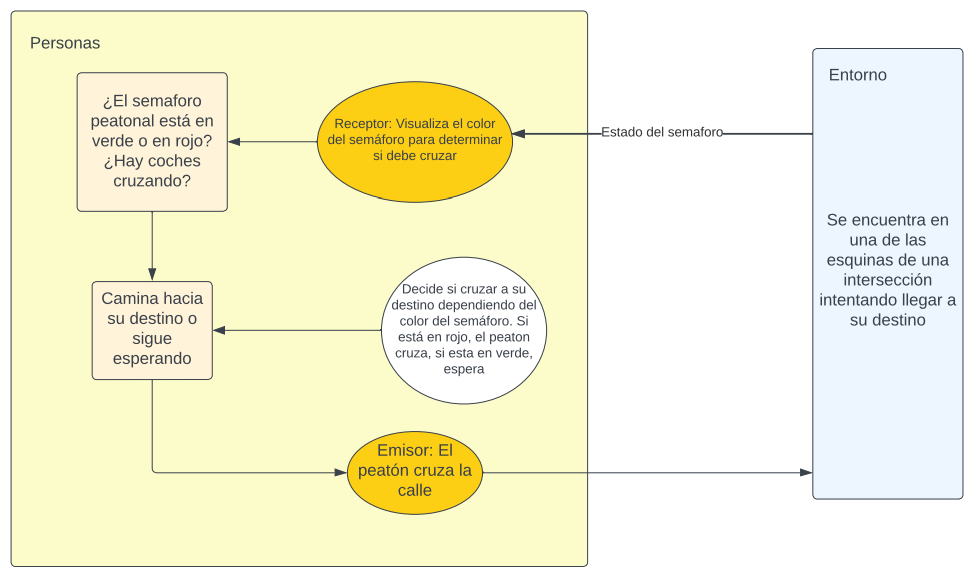 Personas
Entorno
¿El semaforo
peatonal está en
verde o en rojo?
¿Hay coches
cruzando?
Receptor: Visualiza el color
del semáforo para determinar
si debe cruzar
Estado del semaforo
Se encuentra en
una de las
esquinas de una
intersección
intentando llegar a
su destino
Camina hacia
su destino o
sigue
esperando
Decide si cruzar a su
destino dependiendo del
color del semáforo. Si
está en rojo, el peaton
cruza, si esta en verde,
espera
Emisor: El
peatón cruza la
calle